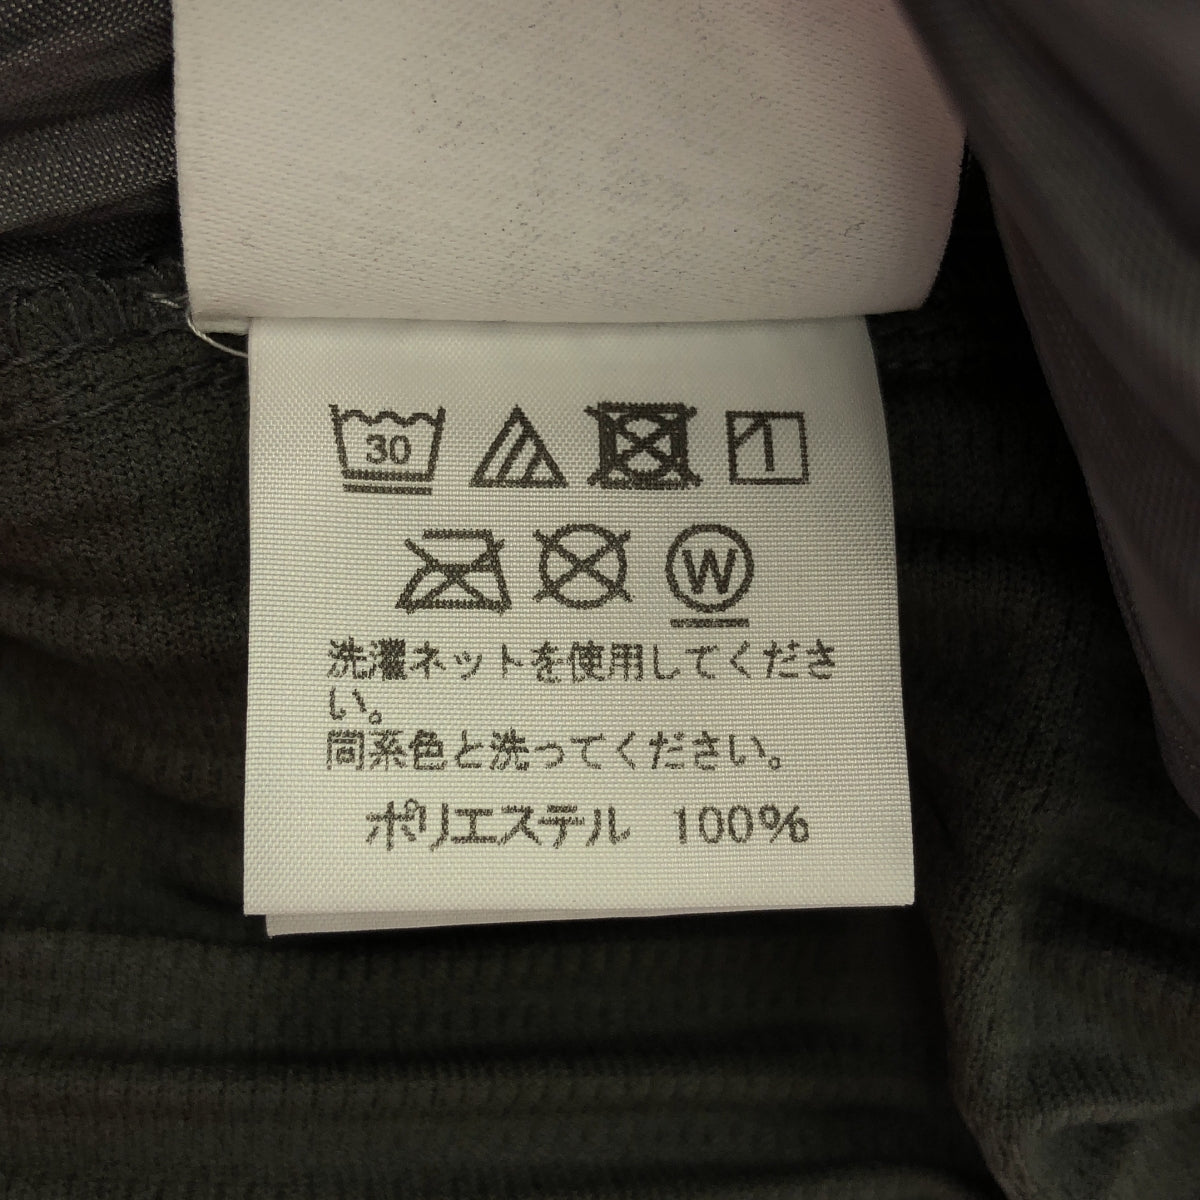 30
W
洗濯ネットを使用してくださ
い。
同系色と洗ってください。
ポリエステル 100%